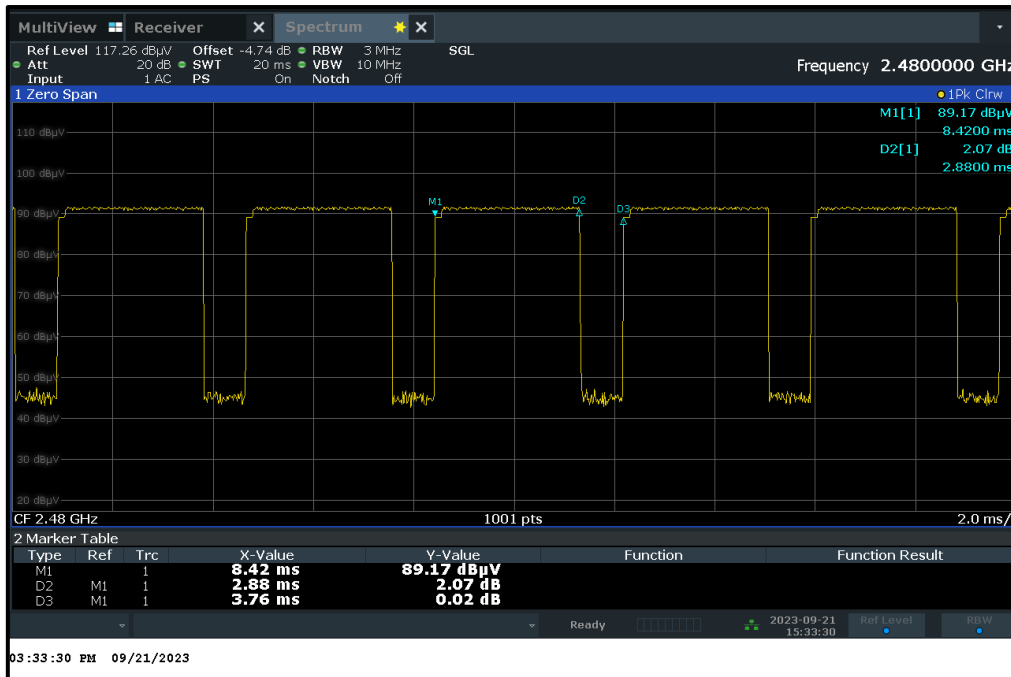 MultiView Receiver X Spectrum X
Ref Level 117.26 dBµV Offset -4.74 dB RBW 3 MHz SGL
Att 20 dB SWT 20 ms VBW 10 MHz Frequency 2.4800000 GHz
Input 1 AC PS On Notch Off
1 Zero Span 1Pk Clrw
M1[1] 89.17 dBµV
8.4200 ms
D2[1] 2.07 dB
2.8800 ms
110 dBµV
100 dBµV
90 dBµV
80 dBµV
70 dBµV
60 dBµV
50 dBµV
40 dBµV
30 dBµV
20 dBµV
M1 D2 D3
CF 2.48 GHz 1001 pts 2.0 ms/
2 Marker Table
Type Ref Trc X-Value Y-Value Function Function Result
M1 1 8.42 ms 89.17 dBµV
D2 M1 1 2.88 ms 2.07 dB
D3 M1 1 3.76 ms 0.02 dB
Ready 2023-09-21 Ref Level RBW
15:33:30
03:33:30 PM 09/21/2023